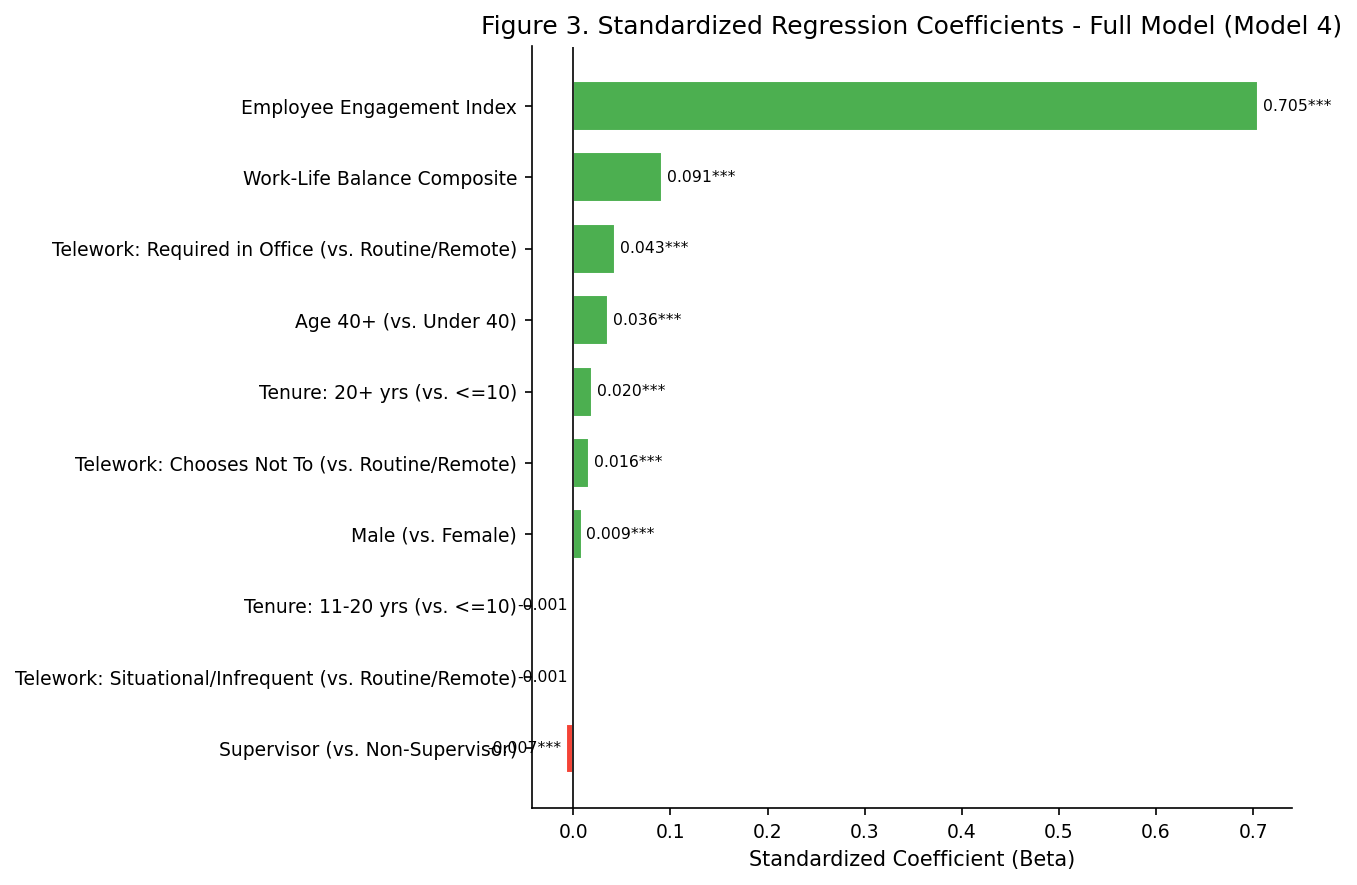 Figure 3. Standardized Regression Coefficients - Full Model (Model 4)
Employee Engagement Index
0.705***
Work-Life Balance Composite
0.091***
Telework: Required in Office (vs. Routine/Remote)
0.043***
Age 40+ (vs. Under 40)
0.036***
Tenure: 20+ yrs (vs. <=10)
0.020***
Telework: Chooses Not To (vs. Routine/Remote)
0.016***
Male (vs. Female)
0.009***
Tenure: 11-20 yrs (vs. <=10)
-0.001
Telework: Situational/Infrequent (vs. Routine/Remote)
-0.001
Supervisor (vs. Non-Supervisor)
-0.007***
0.0 0.1 0.2 0.3 0.4 0.5 0.6 0.7
Standardized Coefficient (Beta)